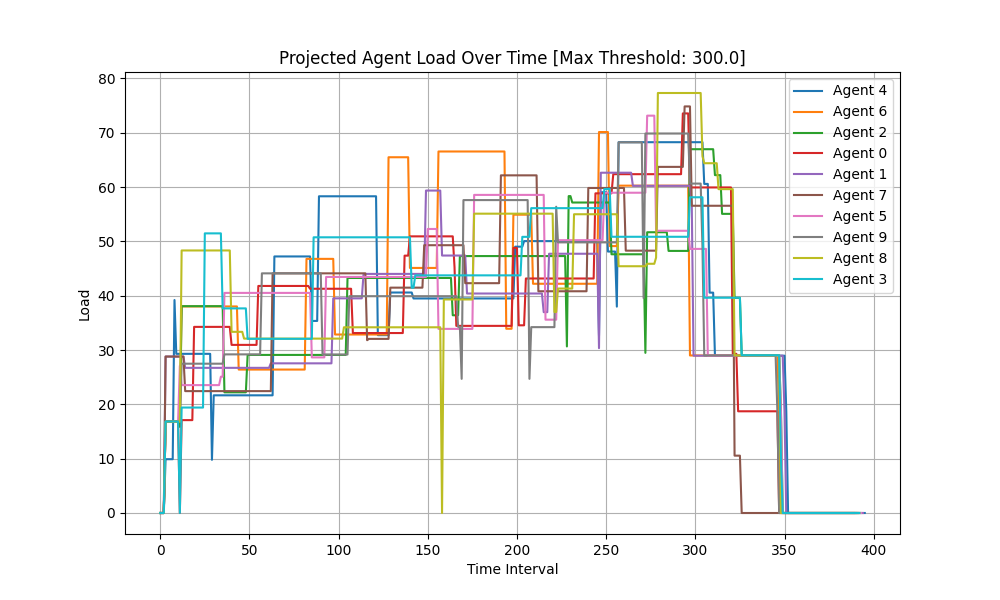 Projected Agent Load Over Time [Max Threshold: 300.0]
Load
80
70
60
50
40
30
20
10
0
0 50 100 150 200 250 300 350 400
Time Interval
Agent 4
Agent 6
Agent 2
Agent 0
Agent 1
Agent 7
Agent 5
Agent 9
Agent 8
Agent 3